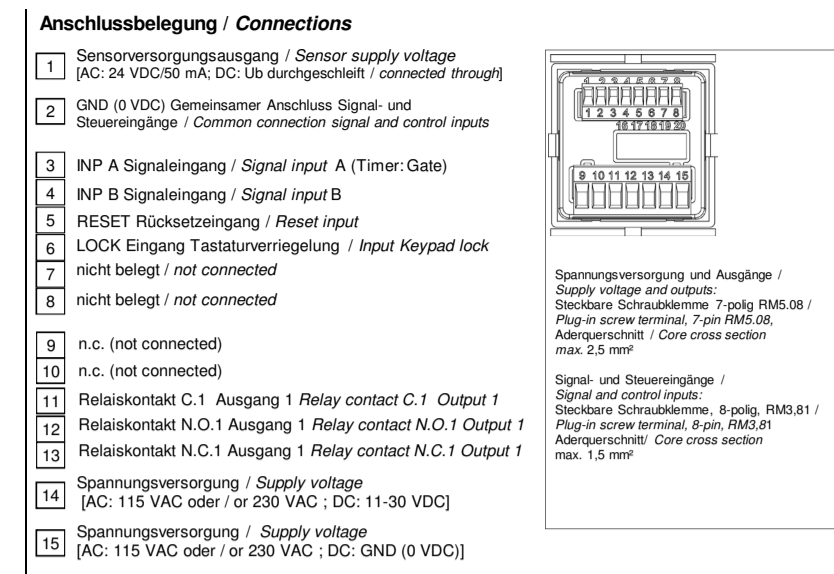 Anschlussbelegung / Connections
1
Sensorversorgungsausgang / Sensor supply voltage
[AC: 24 VDC/50 mA; DC: Ub durchgeschleift / connected through]
2
GND (0 VDC) Gemeinsamer Anschluss Signal- und
Steuereingänge / Common connection signal and control inputs
3 INP A Signaleingang / Signal input A (Timer: Gate)
4 INP B Signaleingang / Signal input B
5 RESET Rücksetzeingang / Reset input
6 LOCK Eingang Tastaturverriegelung / Input Keypad lock
7 nicht belegt / not connected
8 nicht belegt / not connected
9 n.c. (not connected)
10 n.c. (not connected)
11 Relaiskontakt C.1 Ausgang 1 Relay contact C.1 Output 1
12 Relaiskontakt N.O.1 Ausgang 1 Relay contact N.O.1 Output 1
13 Relaiskontakt N.C.1 Ausgang 1 Relay contact N.C.1 Output 1
14
Spannungsversorgung / Supply voltage
[AC: 115 VAC oder / or 230 VAC ; DC: 11-30 VDC]
15
Spannungsversorgung / Supply voltage
[AC: 115 VAC oder / or 230 VAC ; DC: GND (0 VDC)]
1 2 3 4 5 6 7 8
1 2 3 4 5 6 7 8
16 17 18 19 20
9 10 11 12 13 14 15
Spannungsversorgung und Ausgänge /
Supply voltage and outputs:
Steckbare Schraubklemme 7-polig RM5.08 /
Plug-in screw terminal, 7-pin RM5.08,
Aderquerschnitt / Core cross section
max. 2,5 mm²
Signal- und Steuereingänge /
Signal and control inputs:
Steckbare Schraubklemme, 8-polig, RM3,81 /
Plug-in screw terminal, 8-pin, RM3,81
Aderquerschnitt/ Core cross section
max. 1,5 mm²